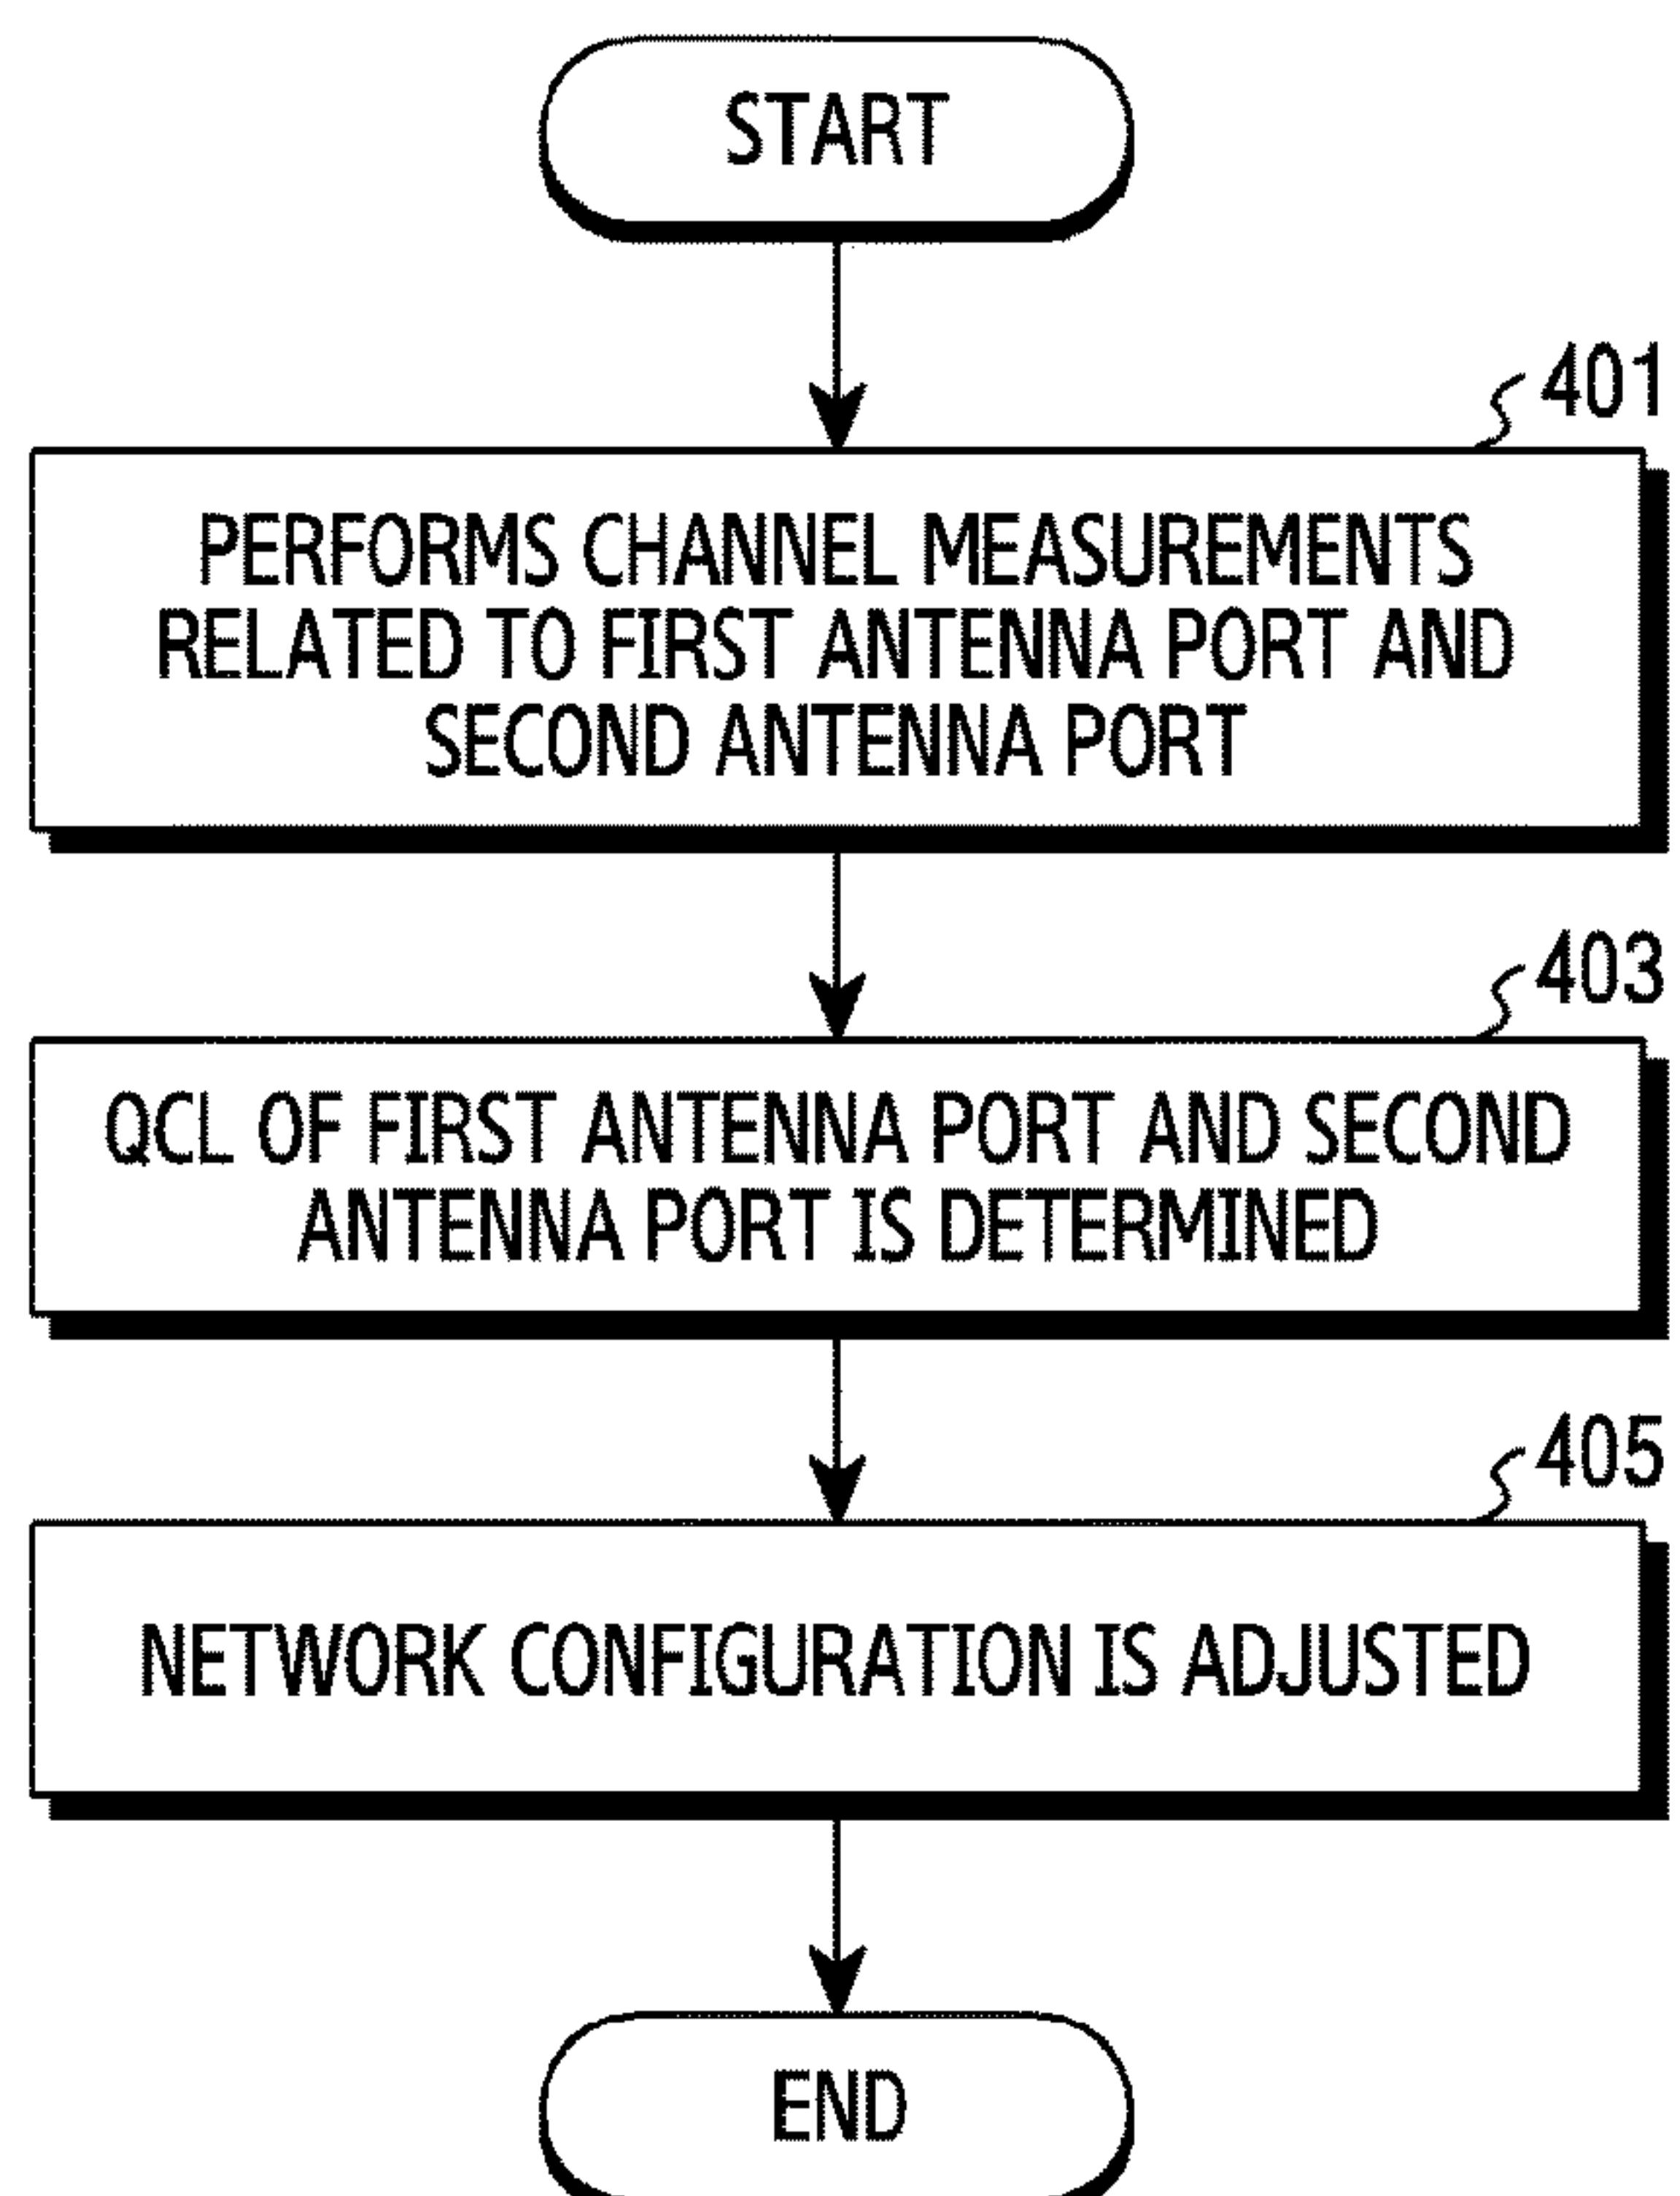 START
401
PERFORMS CHANNEL MEASUREMENTS
RELATED TO FIRST ANTENNA PORT AND
SECOND ANTENNA PORT
403
QCL OF FIRST ANTENNA PORT AND SECOND
ANTENNA PORT IS DETERMINED
405
NETWORK CONFIGURATION IS ADJUSTED
END